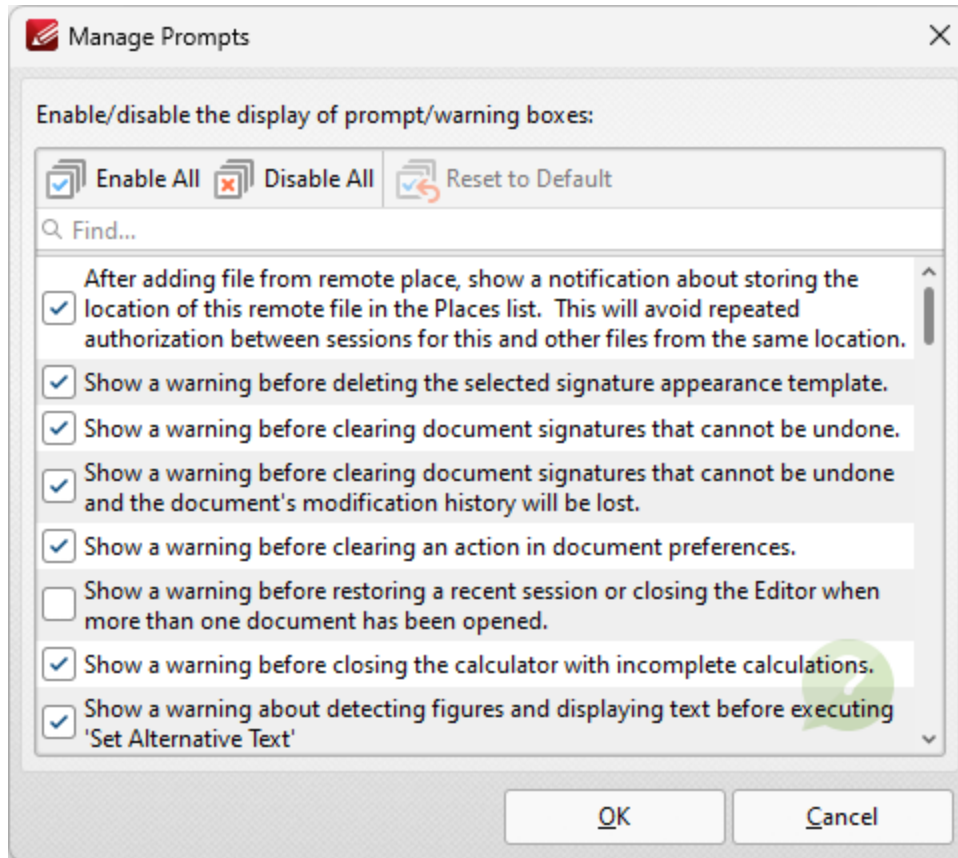 Manage Prompts
Enable/disable the display of prompt/warning boxes:
Enable All Disable All Reset to Default
Find...
After adding file from remote place, show a notification about storing the
location of this remote file in the Places list.  This will avoid repeated
authorization between sessions for this and other files from the same location.
Show a warning before deleting the selected signature appearance template.
Show a warning before clearing document signatures that cannot be undone.
Show a warning before clearing document signatures that cannot be undone
and the document's modification history will be lost.
Show a warning before clearing an action in document preferences.
Show a warning before restoring a recent session or closing the Editor when
more than one document has been opened.
Show a warning before closing the calculator with incomplete calculations.
Show a warning about detecting figures and displaying text before executing
'Set Alternative Text'
OK Cancel